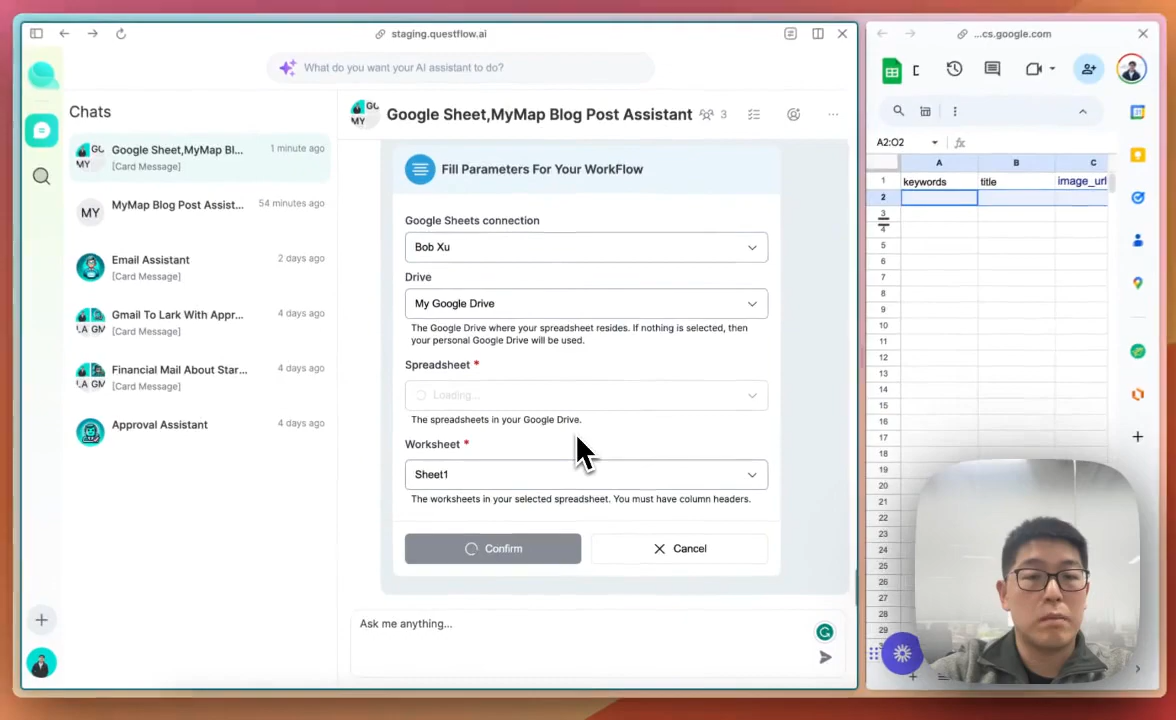 staging.questflow.ai
What do you want your AI assistant to do?
Chats
Google Sheet,MyMap Bl...
1 minute ago
[Card Message]
MY
MyMap Blog Post Assist...
54 minutes ago
Email Assistant
2 days ago
[Card Message]
Gmail To Lark With Appr...
4 days ago
[Card Message]
Financial Mail About Star...
4 days ago
[Card Message]
Approval Assistant
4 days ago
Google Sheet,MyMap Blog Post Assistant
3
Fill Parameters For Your WorkFlow
Google Sheets connection
Bob Xu
Drive
My Google Drive
The Google Drive where your spreadsheet resides. If nothing is selected, then
your personal Google Drive will be used.
Spreadsheet *
Loading...
The spreadsheets in your Google Drive.
Worksheet *
Sheet1
The worksheets in your selected spreadsheet. You must have column headers.
Confirm
Cancel
Ask me anything...
...cs.google.com
A2:O2
fx
A B C
1 keywords title image_url
2
3
4
5
6
7
8
9
10
11
12
13
14
15
16
17
18
19
20
21
22
23
24
25
26
27
28
29